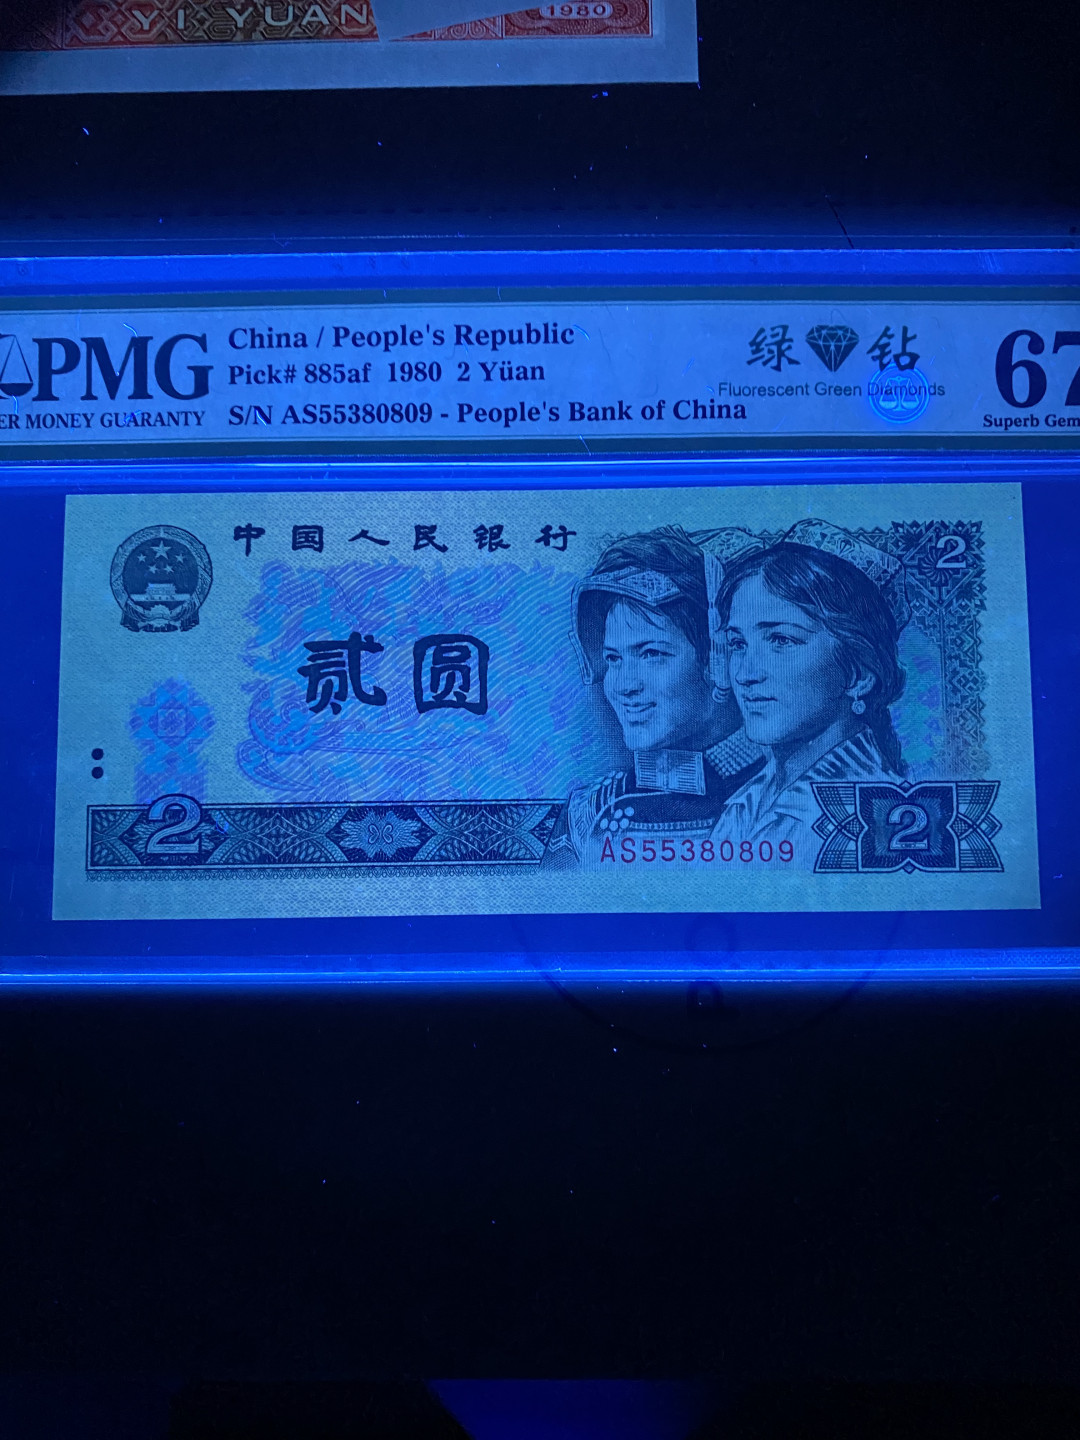 YI YUAN
1980
PMG
ER MONEY GUARANTY
China / People's Republic
Pick# 885af 1980 2 Yüan
S/N AS55380809 - People's Bank of China
绿 钻
Fluorescent Green Diamonds
67
Superb Gem
中国人民银行
2
贰圆
2
2
AS55380809